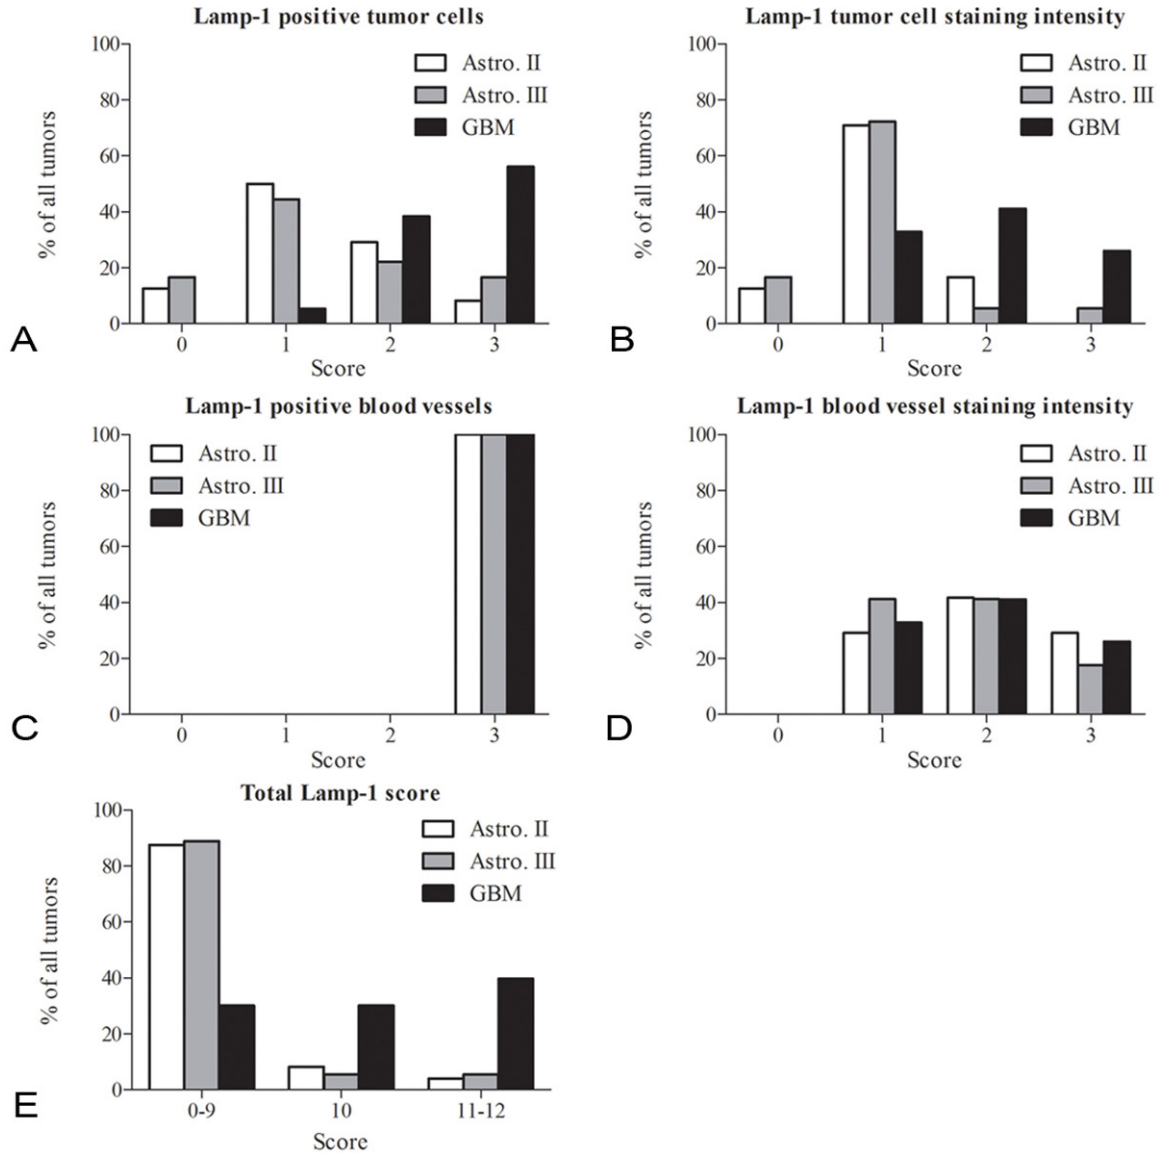 Lamp-1 positive tumor cells
100
80
60
40
20
0
% of all tumors
Astro. II
Astro. III
GBM
0 1 2 3
Score
A
Lamp-1 tumor cell staining intensity
100
80
60
40
20
0
% of all tumors
Astro. II
Astro. III
GBM
0 1 2 3
Score
B
Lamp-1 positive blood vessels
100
80
60
40
20
0
% of all tumors
Astro. II
Astro. III
GBM
0 1 2 3
Score
C
Lamp-1 blood vessel staining intensity
100
80
60
40
20
0
% of all tumors
Astro. II
Astro. III
GBM
0 1 2 3
Score
D
Total Lamp-1 score
100
80
60
40
20
0
% of all tumors
Astro. II
Astro. III
GBM
0-9 10 11-12
Score
E